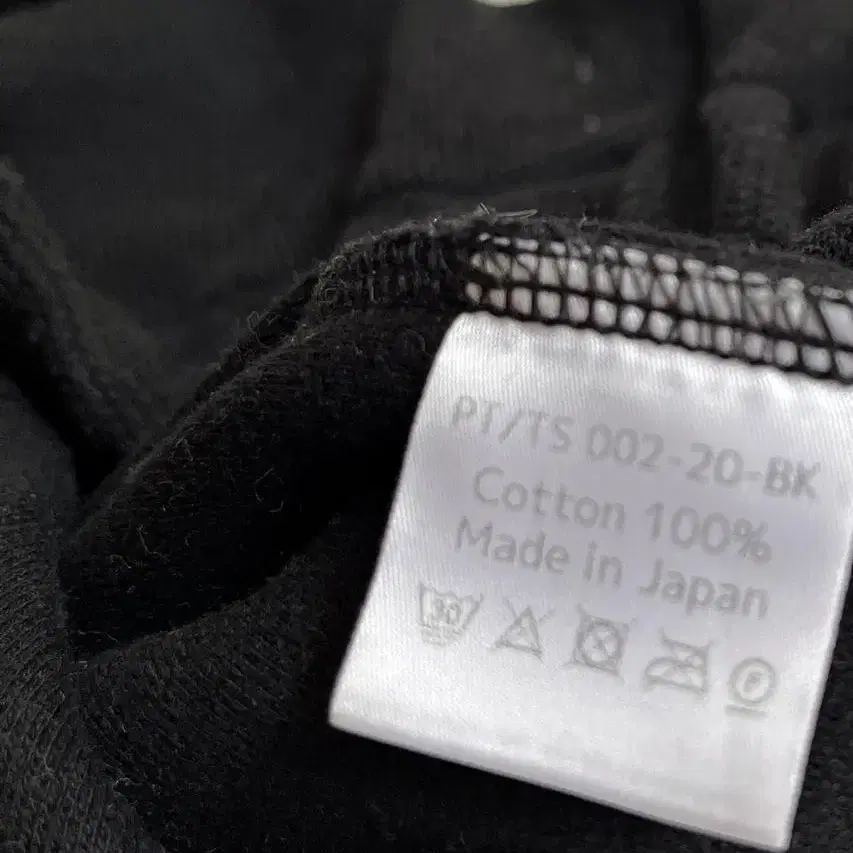 PT/TS 002-20-BK
Cotton 100%
Made in Japan
30
F